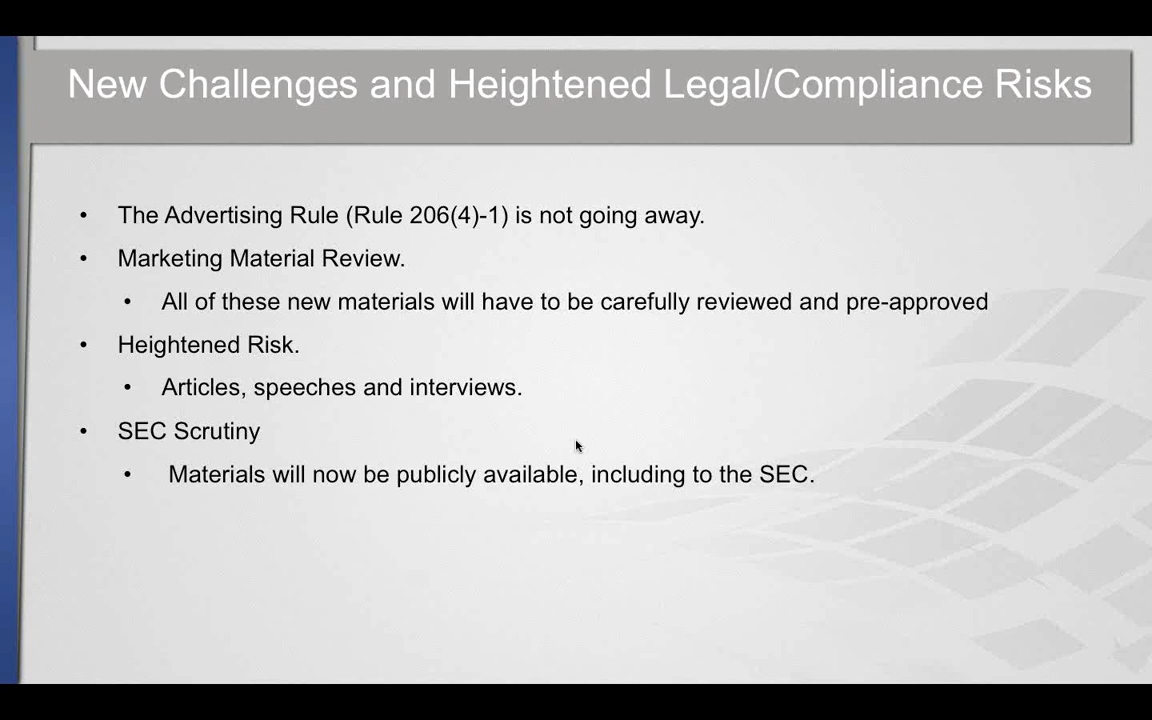 New Challenges and Heightened Legal/Compliance Risks
• The Advertising Rule (Rule 206(4)-1) is not going away.
• Marketing Material Review.
• All of these new materials will have to be carefully reviewed and pre-approved
• Heightened Risk.
• Articles, speeches and interviews.
• SEC Scrutiny
• Materials will now be publicly available, including to the SEC.